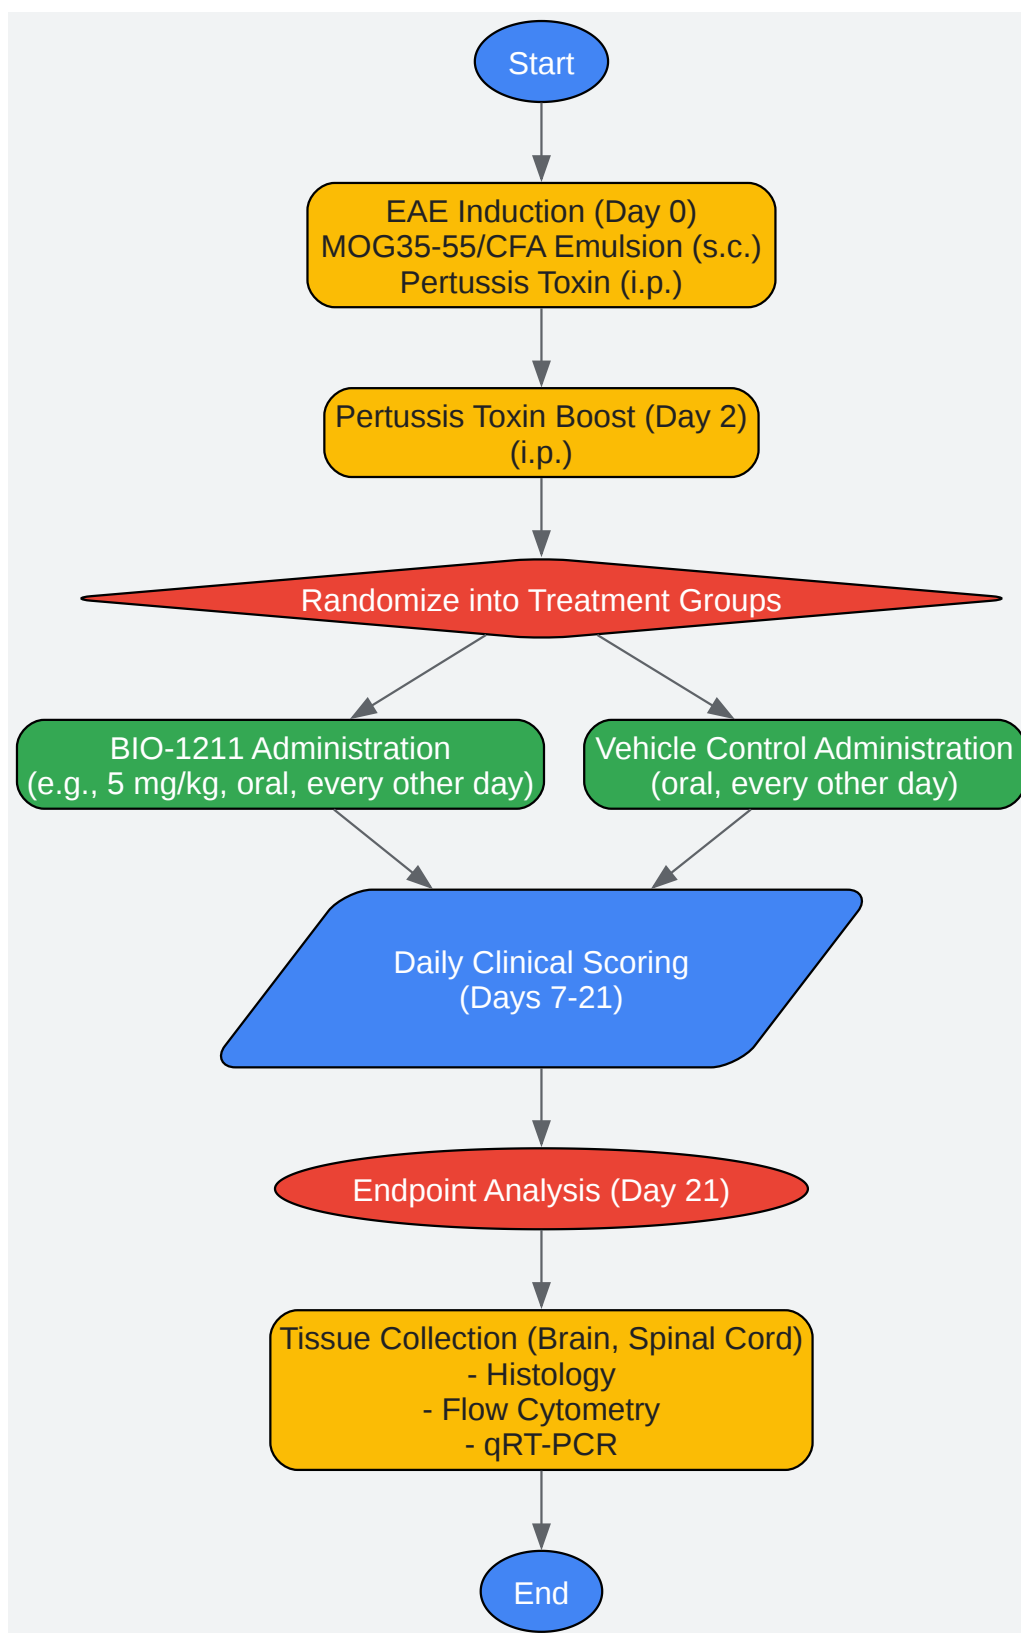 Start
EAE Induction (Day 0)
MOG35-55/CFA Emulsion (s.c.)
Pertussis Toxin (i.p.)
Pertussis Toxin Boost (Day 2)
(i.p.)
Randomize into Treatment Groups
BIO-1211 Administration
(e.g., 5 mg/kg, oral, every other day)
Vehicle Control Administration
(oral, every other day)
Daily Clinical Scoring
(Days 7-21)
Endpoint Analysis (Day 21)
Tissue Collection (Brain, Spinal Cord)
- Histology
- Flow Cytometry
- qRT-PCR
End